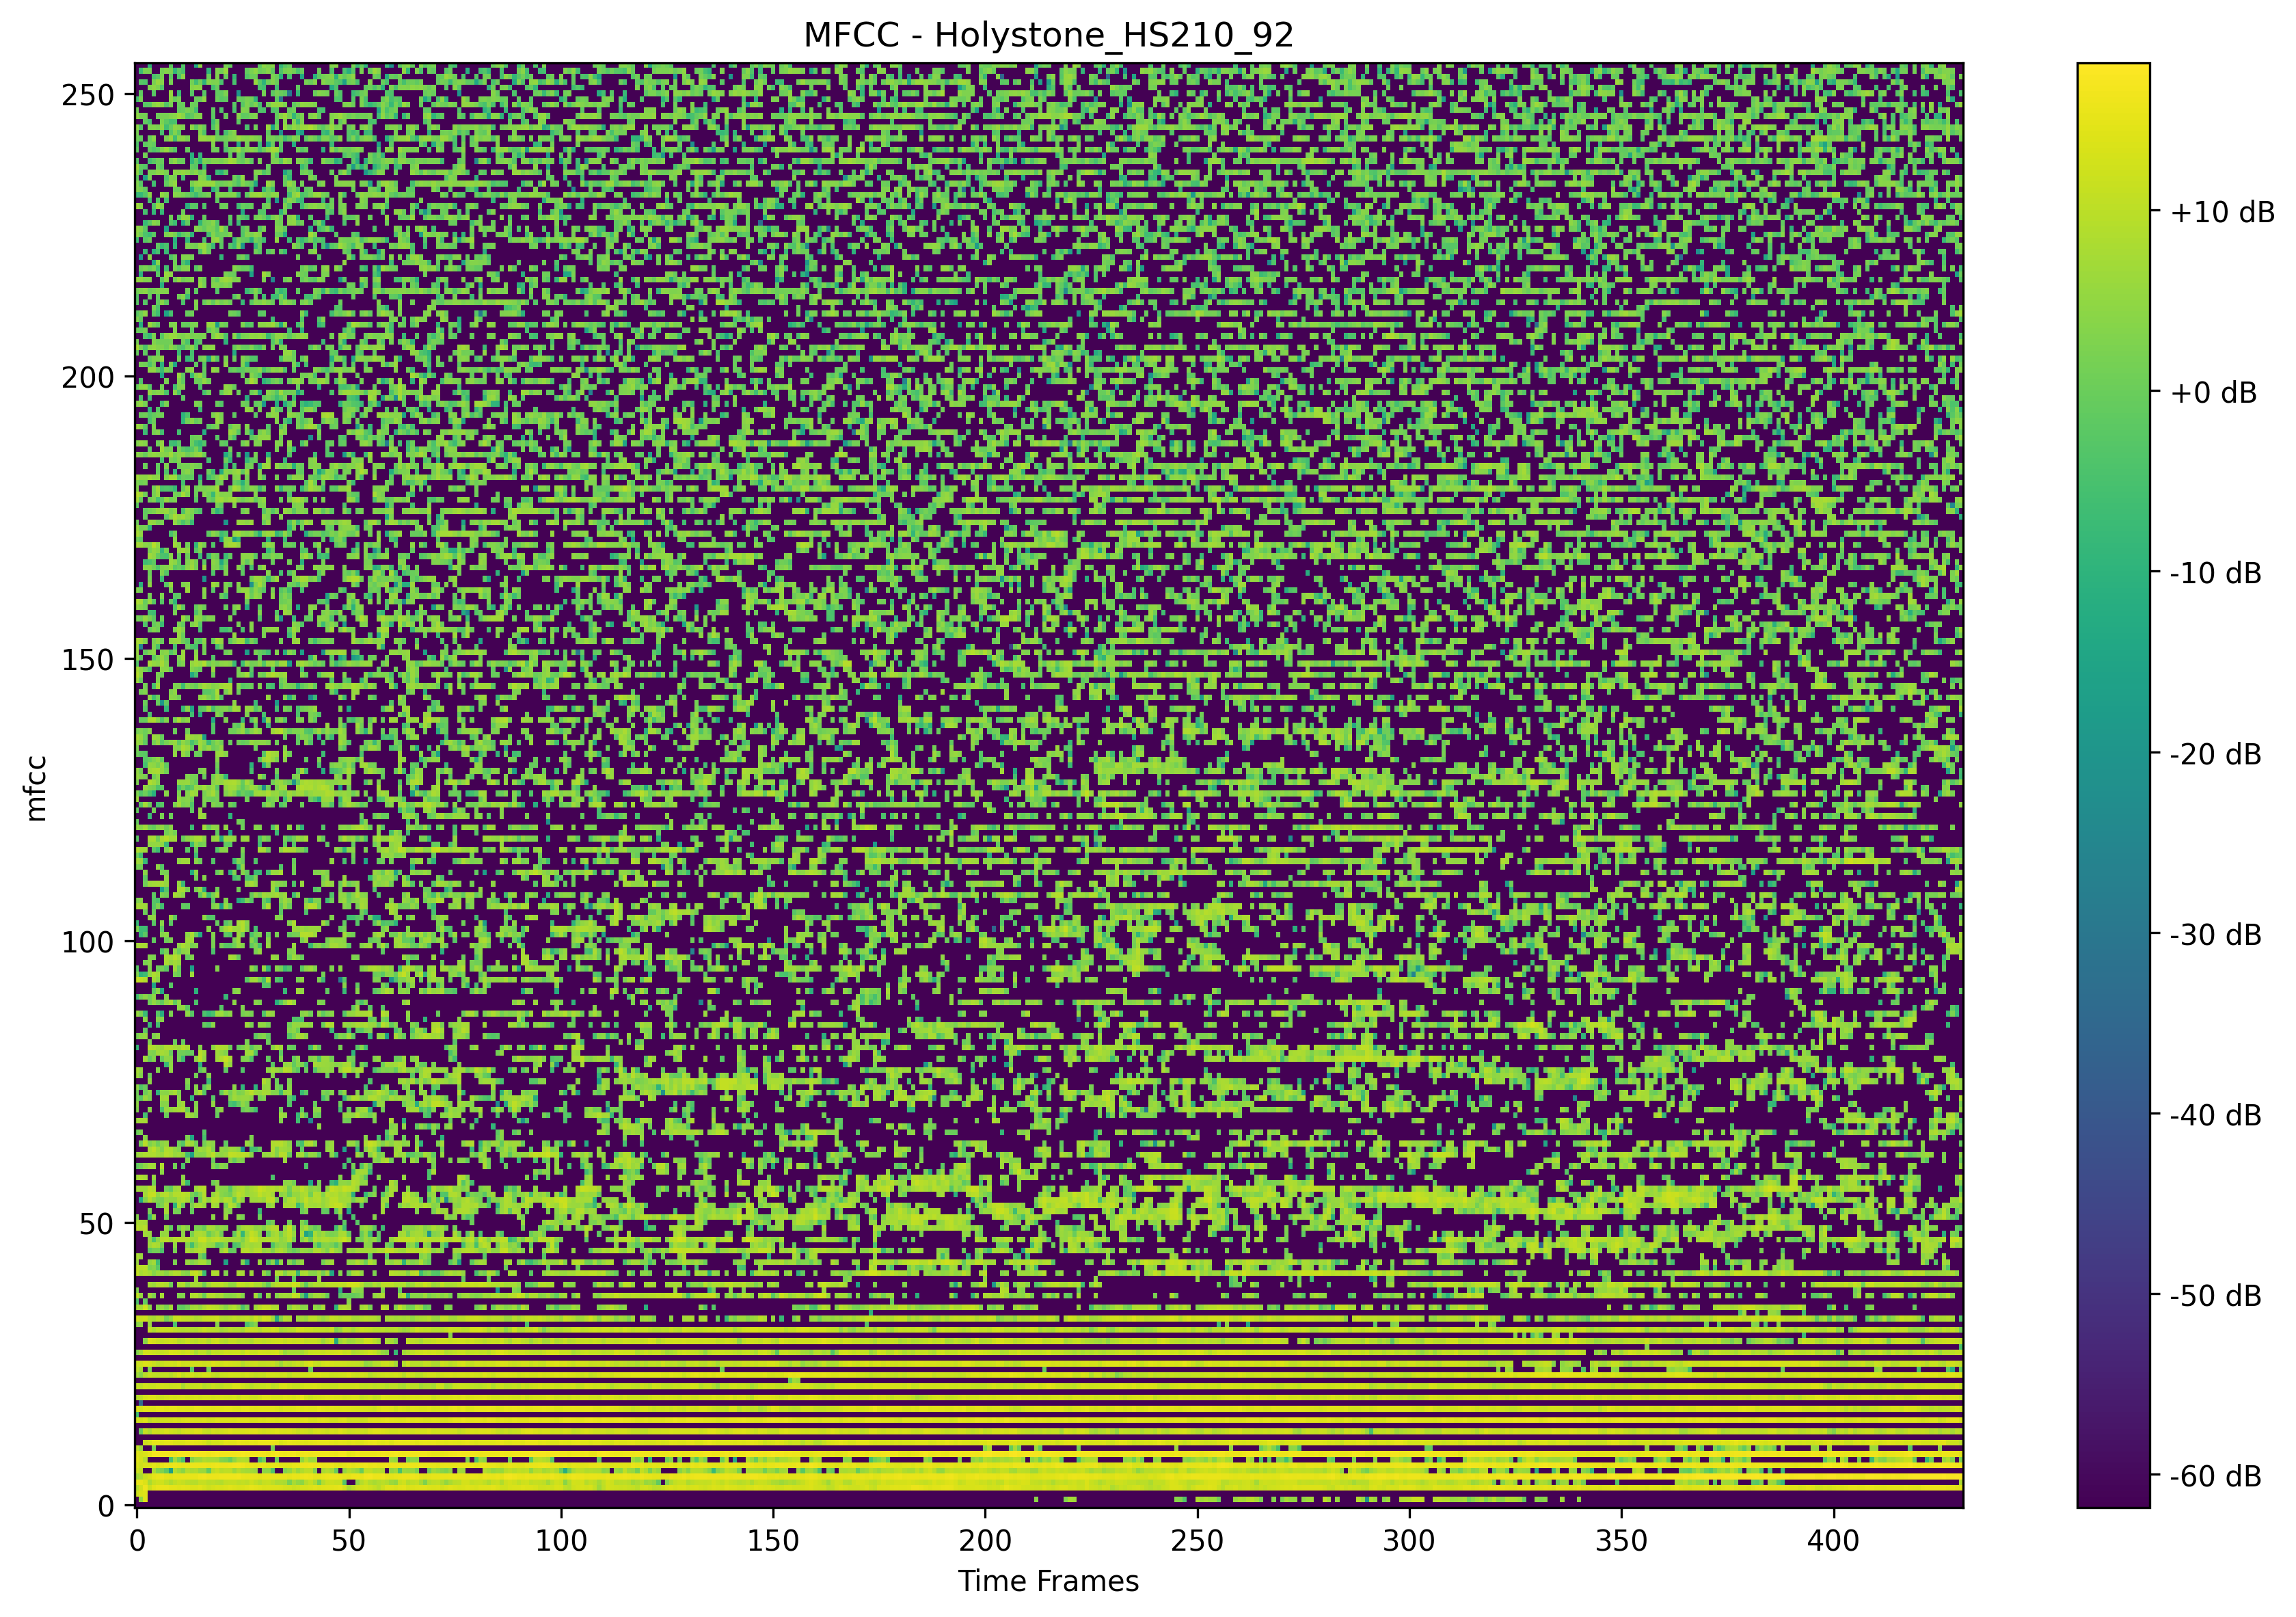 MFCC - Holystone_HS210_92
250
200
150
100
50
0
mfcc
0 50 100 150 200 250 300 350 400
Time Frames
+10 dB
+0 dB
-10 dB
-20 dB
-30 dB
-40 dB
-50 dB
-60 dB